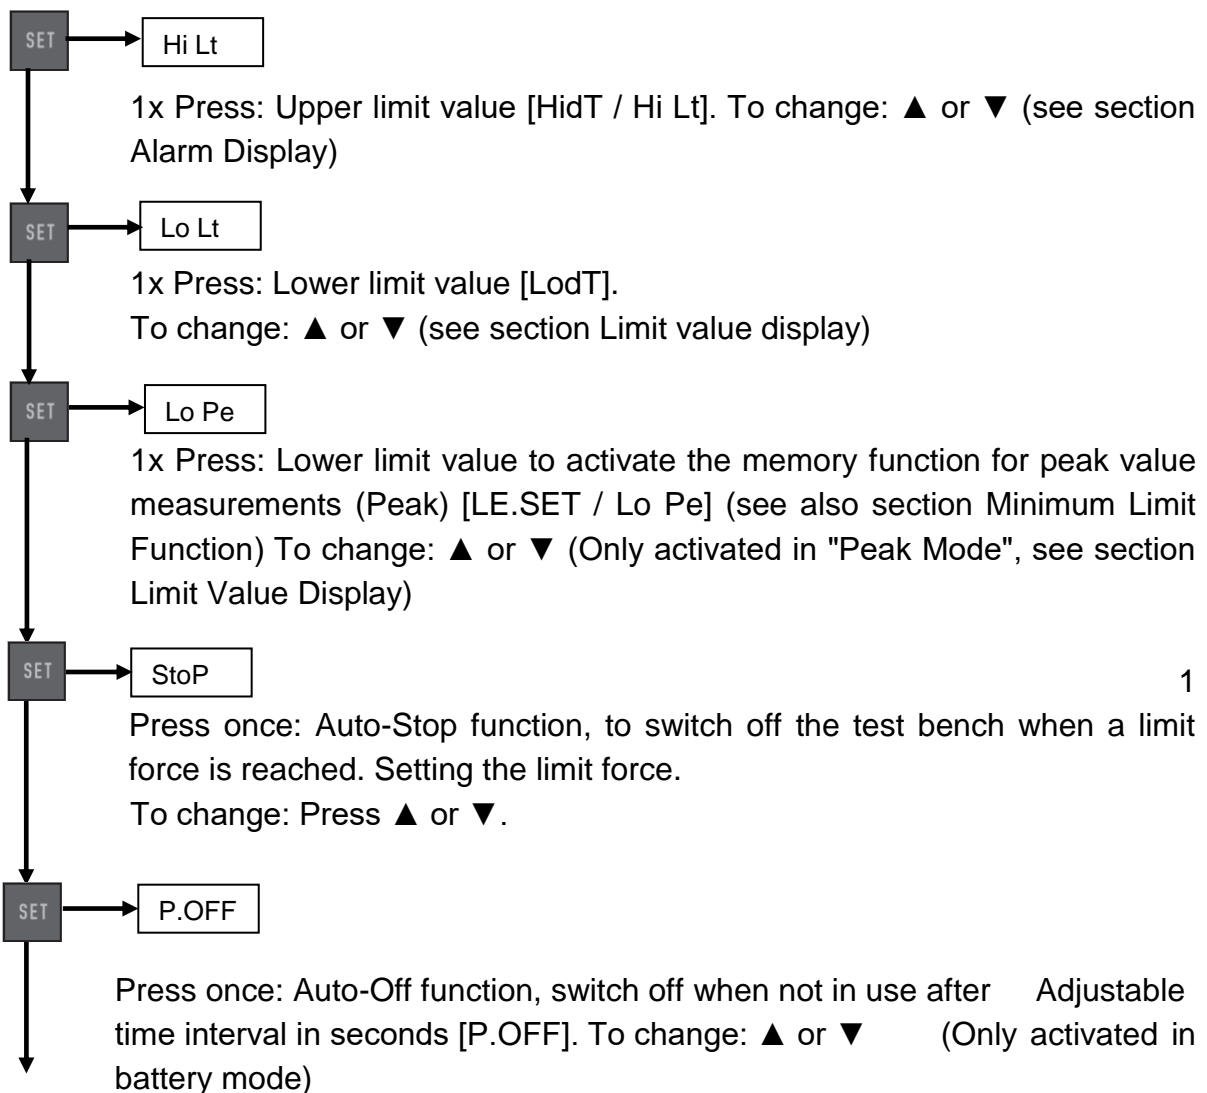 SET Hi Lt
1x Press: Upper limit value [HidT / Hi Lt]. To change: ▲ or ▼ (see section
Alarm Display)
SET Lo Lt
1x Press: Lower limit value [LodT].
To change: ▲ or ▼ (see section Limit value display)
SET Lo Pe
1x Press: Lower limit value to activate the memory function for peak value
measurements (Peak) [LE.SET / Lo Pe] (see also section Minimum Limit
Function) To change: ▲ or ▼ (Only activated in "Peak Mode", see section
Limit Value Display)
SET StoP 1
Press once: Auto-Stop function, to switch off the test bench when a limit
force is reached. Setting the limit force.
To change: Press ▲ or ▼.
SET P.OFF
Press once: Auto-Off function, switch off when not in use after Adjustable
time interval in seconds [P.OFF]. To change: ▲ or ▼ (Only activated in
battery mode)